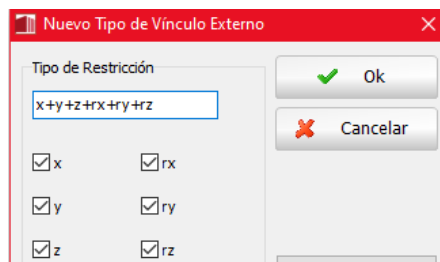 Nuevo Tipo de Vínculo Externo
Tipo de Restricción
x+y+z+rx+ry+rz
Ok
Cancelar
x rx
y ry
z rz